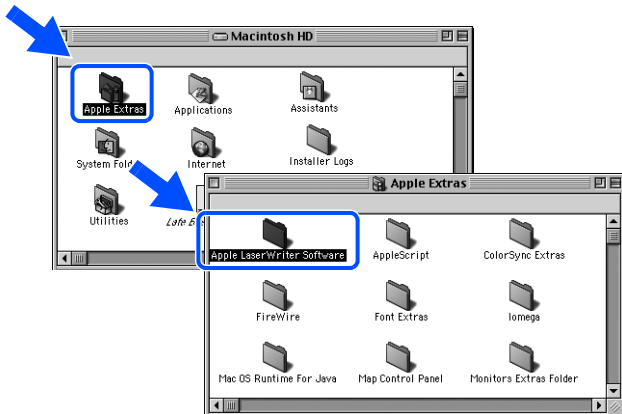 Macintosh HD
Apple Extras
Applications
Assistants
Internet
Installer Logs
Utilities
Apple Extras
Apple LaserWriter Software
AppleScript
ColorSync Extras
FireWire
Font Extras
Iomega
Mac OS Runtime For Java
Map Control Panel
Monitors Extras Folder
System